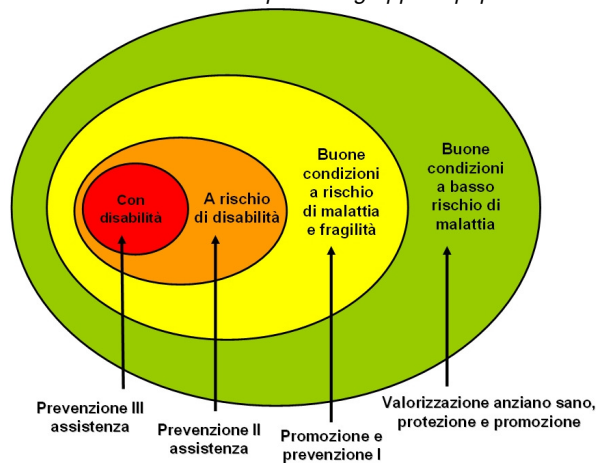 Con
disabilità
A rischio
di disabilità
Buone
condizioni
a rischio
di malattia
e fragilità
Buone
condizioni
a basso
rischio di
malattia
Prevenzione III
assistenza
Prevenzione II
assistenza
Promozione e
prevenzione I
Valorizzazione anziano sano,
protezione e promozione